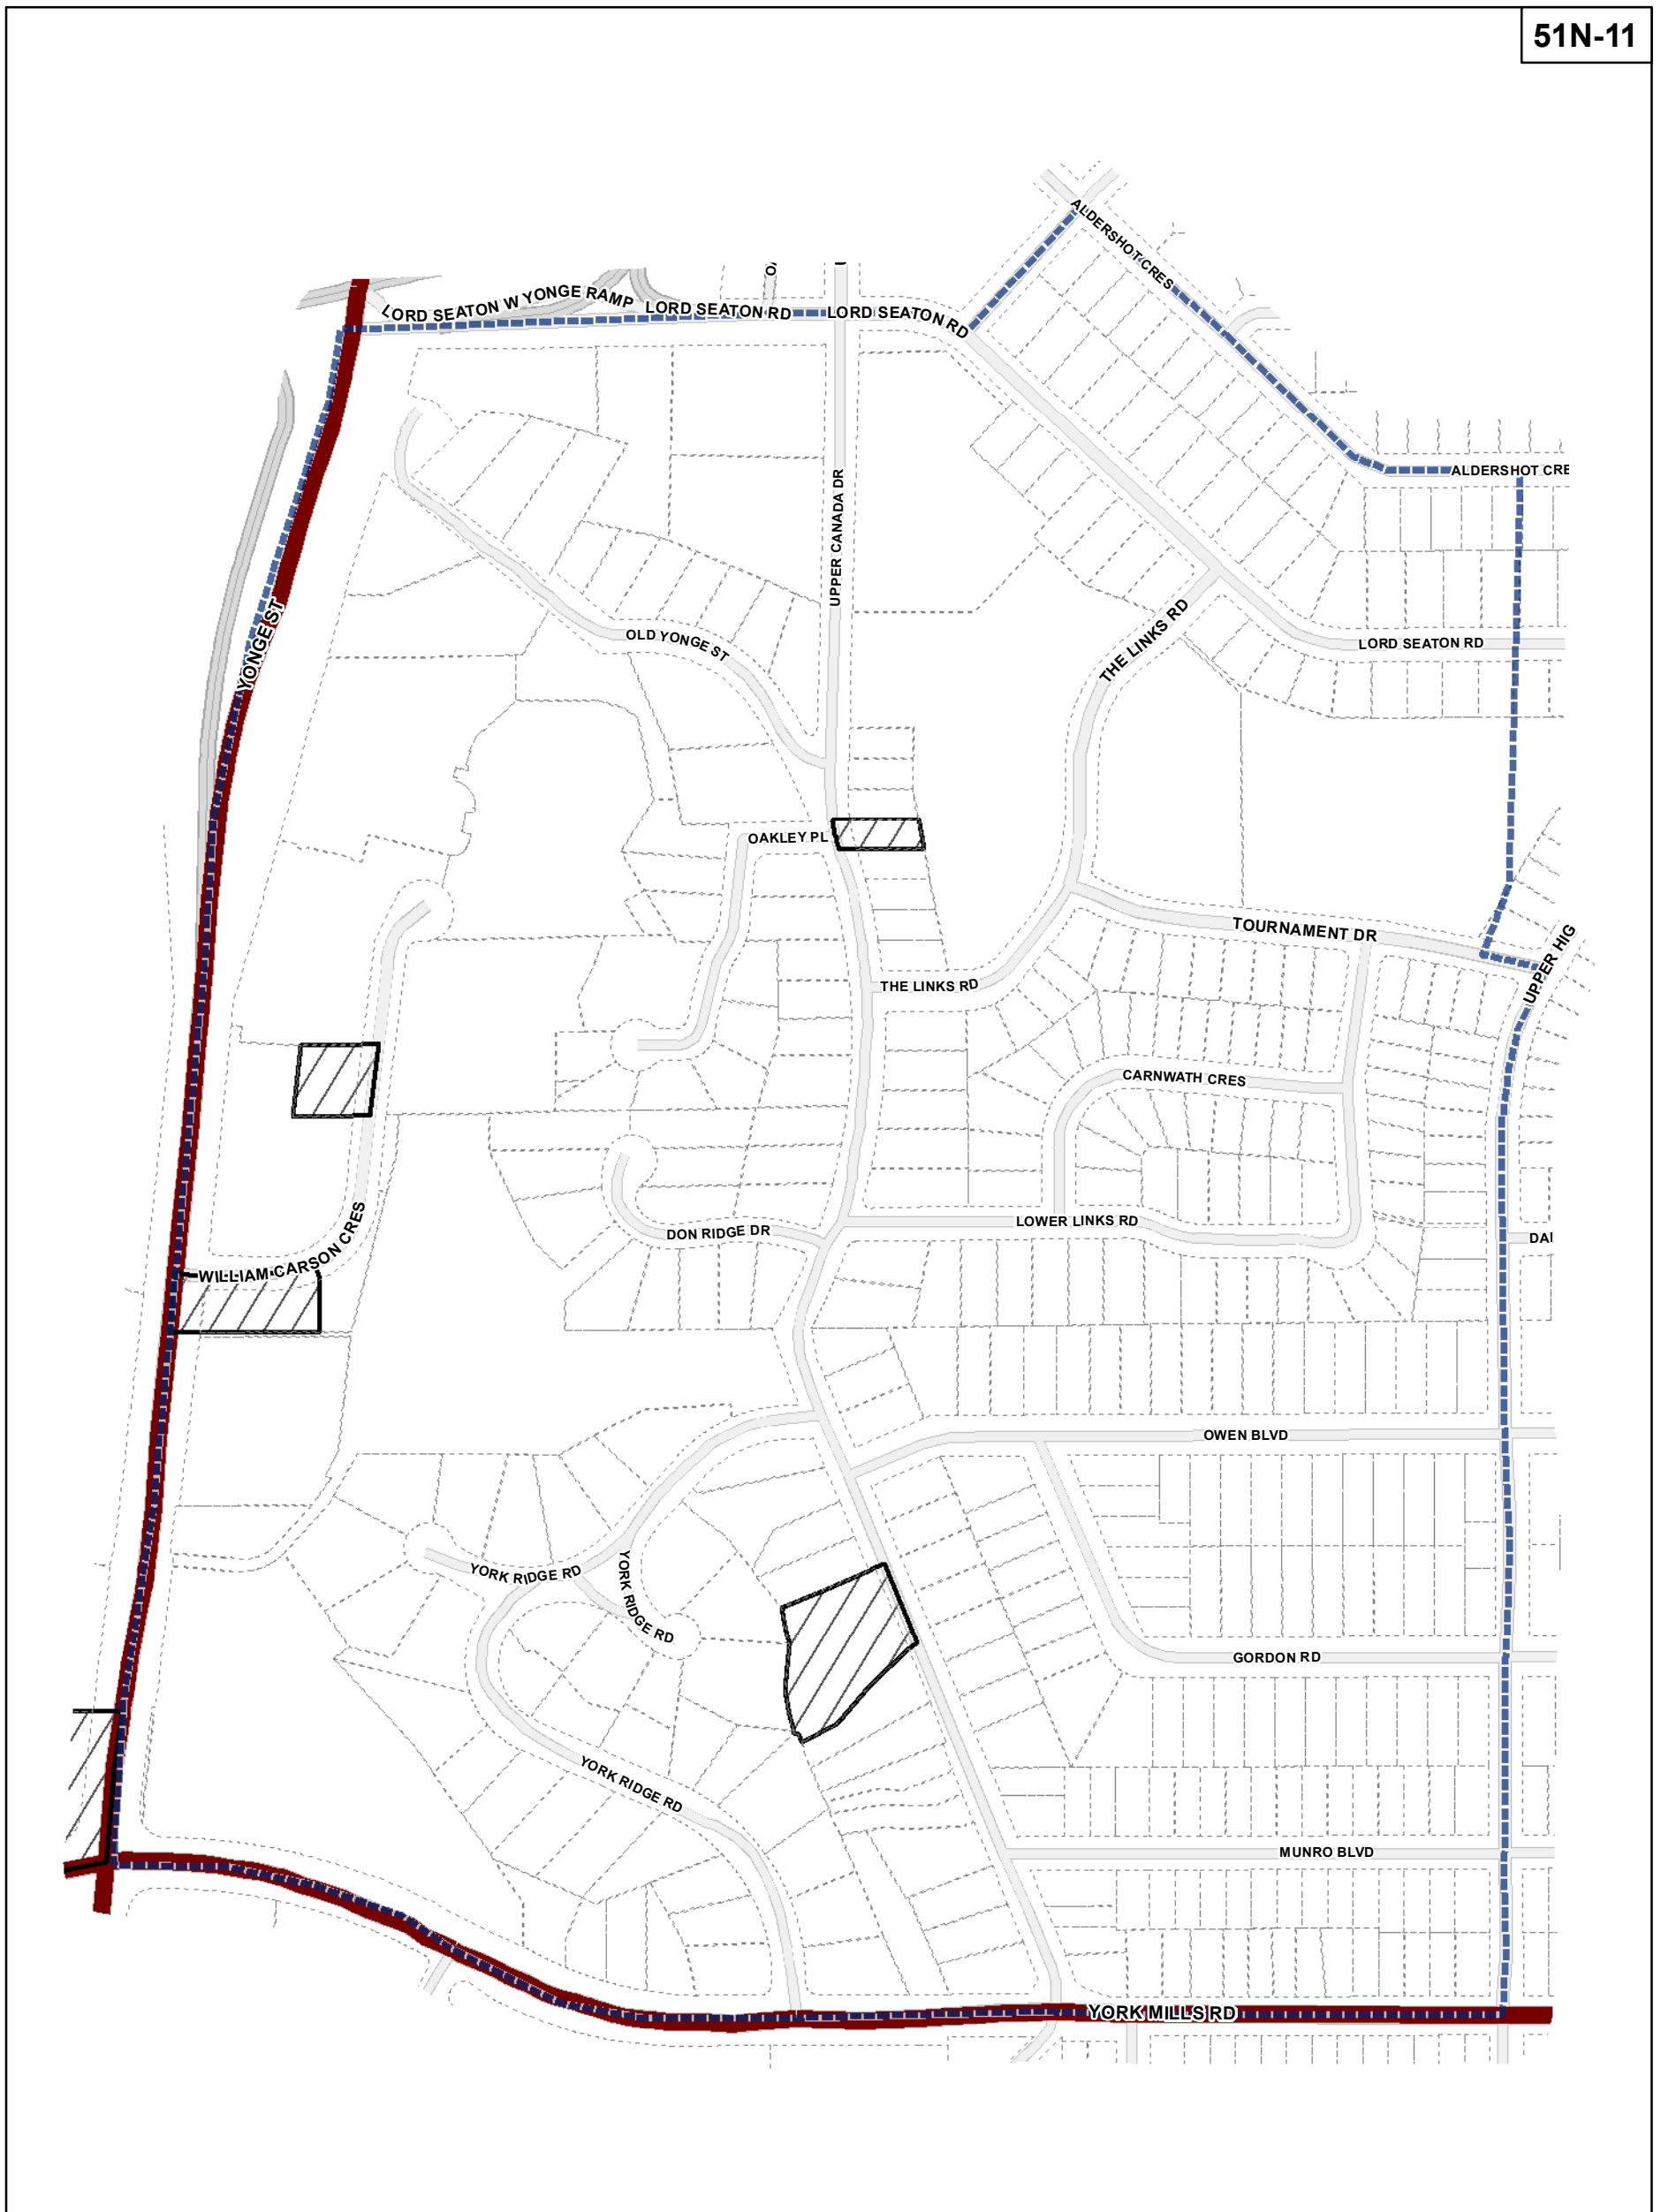 51N-11
ALDERSHOT CRES
LORD SEATON W YONGE RAMP
LORD SEATON RD
LORD SEATON RD
ALDERSHOT CRE
UPPER CANADA DR
YONGE ST
OLD YONGE ST
THE LINKS RD
LORD SEATON RD
OAKLEY PL
TOURNAMENT DR
UPPER HIG
THE LINKS RD
CARNWATH CRES
WILLIAM CARSON CRES
DON RIDGE DR
LOWER LINKS RD
DAI
OWEN BLVD
YORK RIDGE RD
YORK RIDGE RD
GORDON RD
YORK RIDGE RD
MUNRO BLVD
YORK MILLS RD